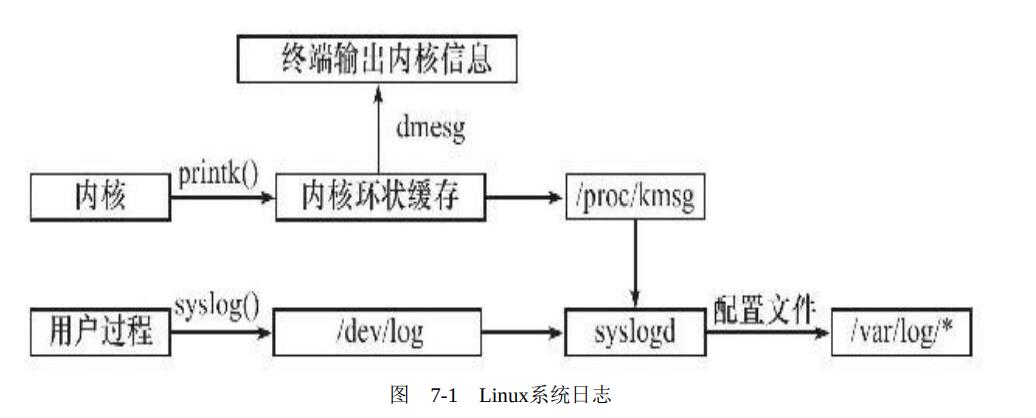 终端输出内核信息
dmesg
内核
printk()
内核环状缓存
/proc/kmsg
用户过程
syslog()
/dev/log
syslogd
配置文件
/var/log/*
图 7-1 Linux系统日志